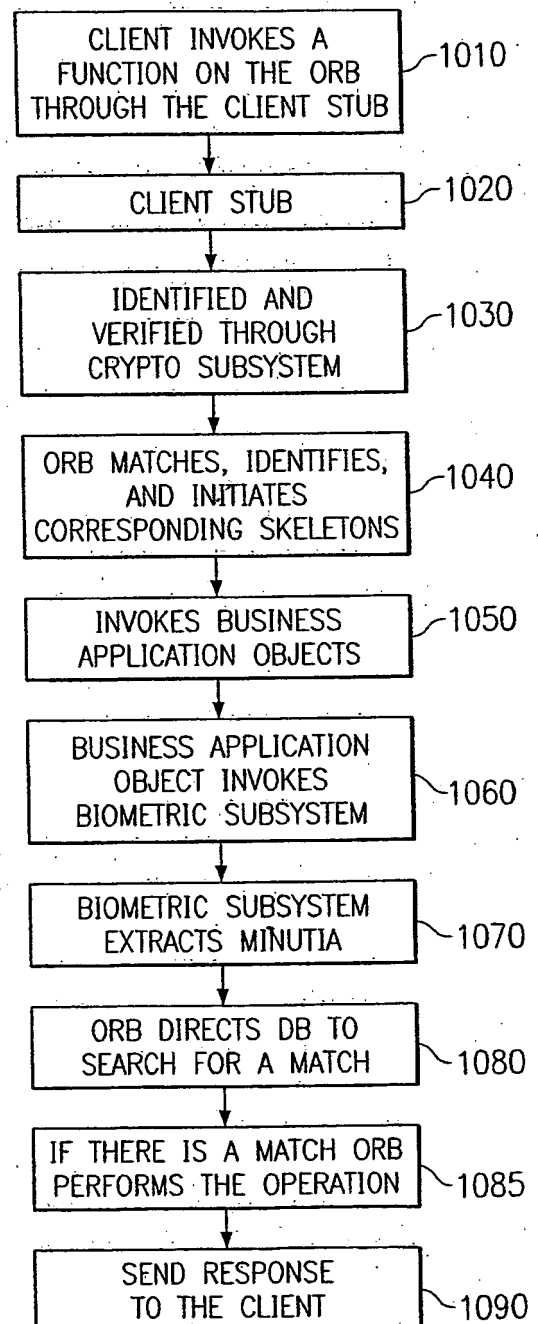 CLIENT INVOKES A
FUNCTION ON THE ORB
THROUGH THE CLIENT STUB
1010
CLIENT STUB
1020
IDENTIFIED AND
VERIFIED THROUGH
CRYPTO SUBSYSTEM
1030
ORB MATCHES, IDENTIFIES,
AND INITIATES
CORRESPONDING SKELETONS
1040
INVOKES BUSINESS
APPLICATION OBJECTS
1050
BUSINESS APPLICATION
OBJECT INVOKES
BIOMETRIC SUBSYSTEM
1060
BIOMETRIC SUBSYSTEM
EXTRACTS MINUTIA
1070
ORB DIRECTS DB TO
SEARCH FOR A MATCH
1080
IF THERE IS A MATCH ORB
PERFORMS THE OPERATION
1085
SEND RESPONSE
TO THE CLIENT
1090